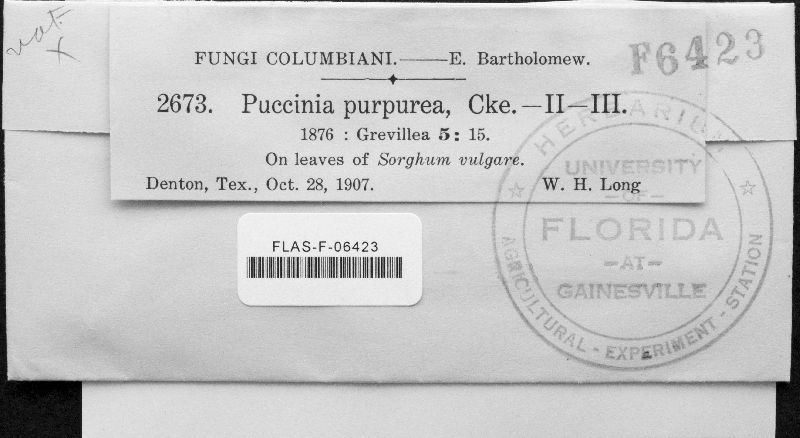 x
F6423
FUNGI COLUMBIANI.——E. Bartholomew.
2673. Puccinia purpurea, Cke.—II—III.
1876 : Grevillea 5: 15.
On leaves of Sorghum vulgare.
Denton, Tex., Oct. 28, 1907. W. H. Long
HERBARIUM
UNIVERSITY
—OF—
FLORIDA
—AT—
GAINESVILLE
AGRICULTURAL - EXPERIMENT - STATION
FLAS-F-06423